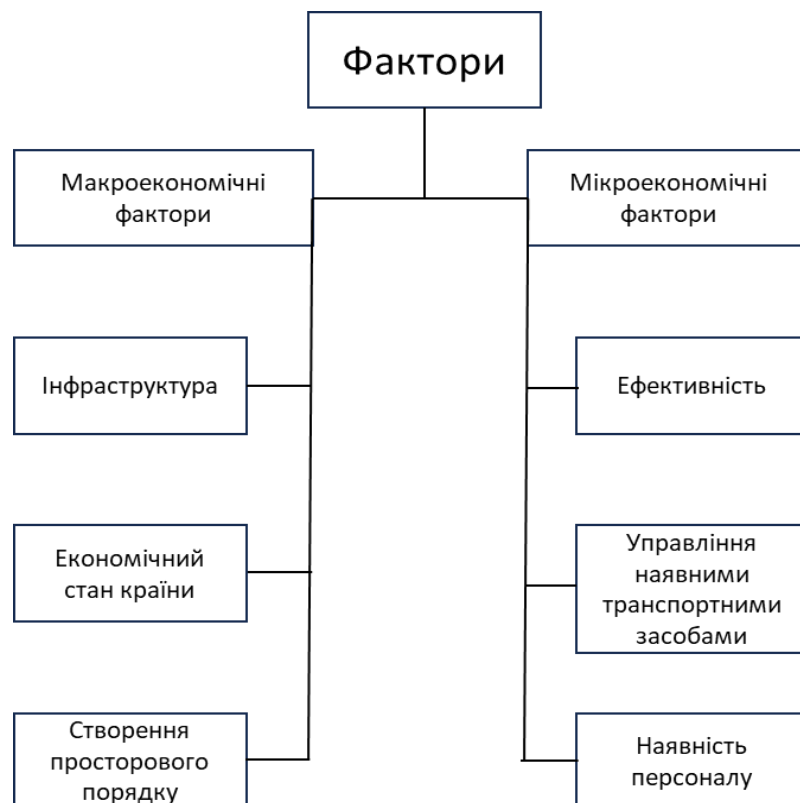 Фактори
Макроекономічні
фактори
Мікроекономічні
фактори
Інфраструктура
Ефективність
Економічний
стан країни
Управління
наявними
транспортними
засобами
Створення
просторового
порядку
Наявність
персоналу